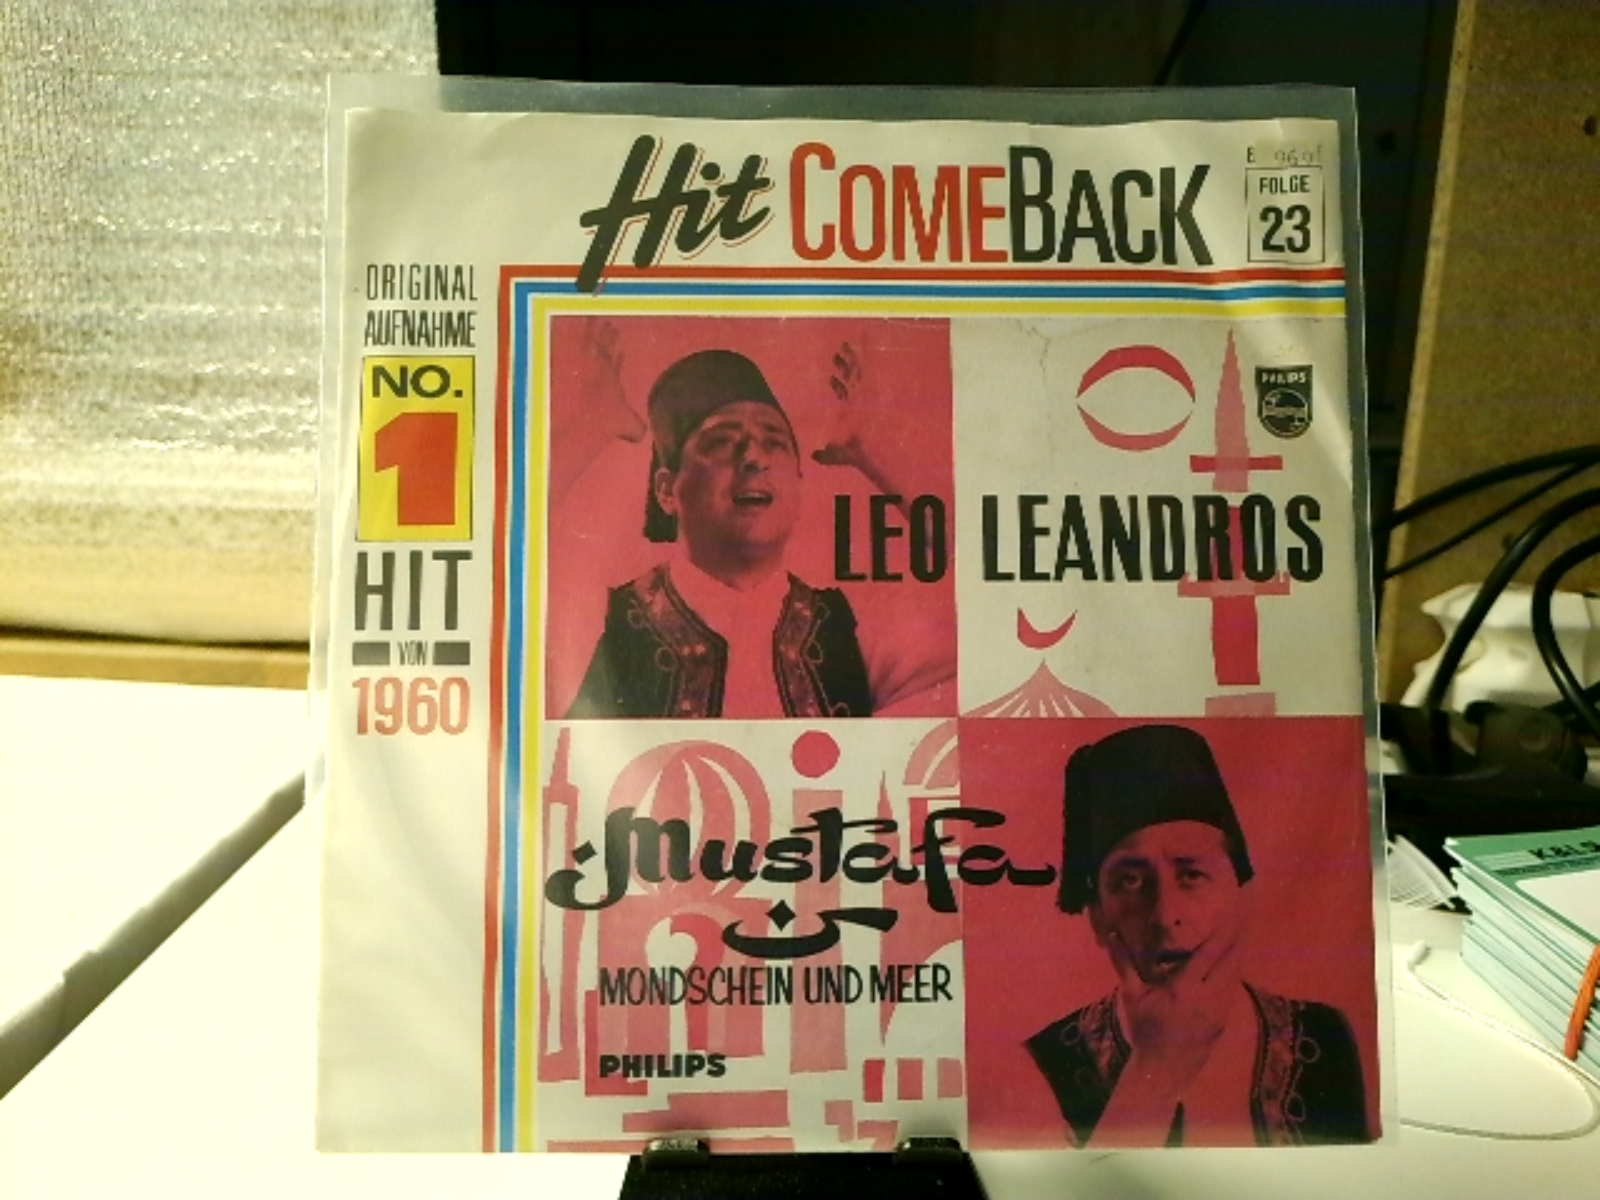 Hit COMEBACK
FOLGE
23
ORIGINAL
AUFNAHME
NO.
1
HIT
VON
1960
PHILIPS
LEO LEANDROS
Mustafa
MONDSCHEIN UND MEER
PHILIPS